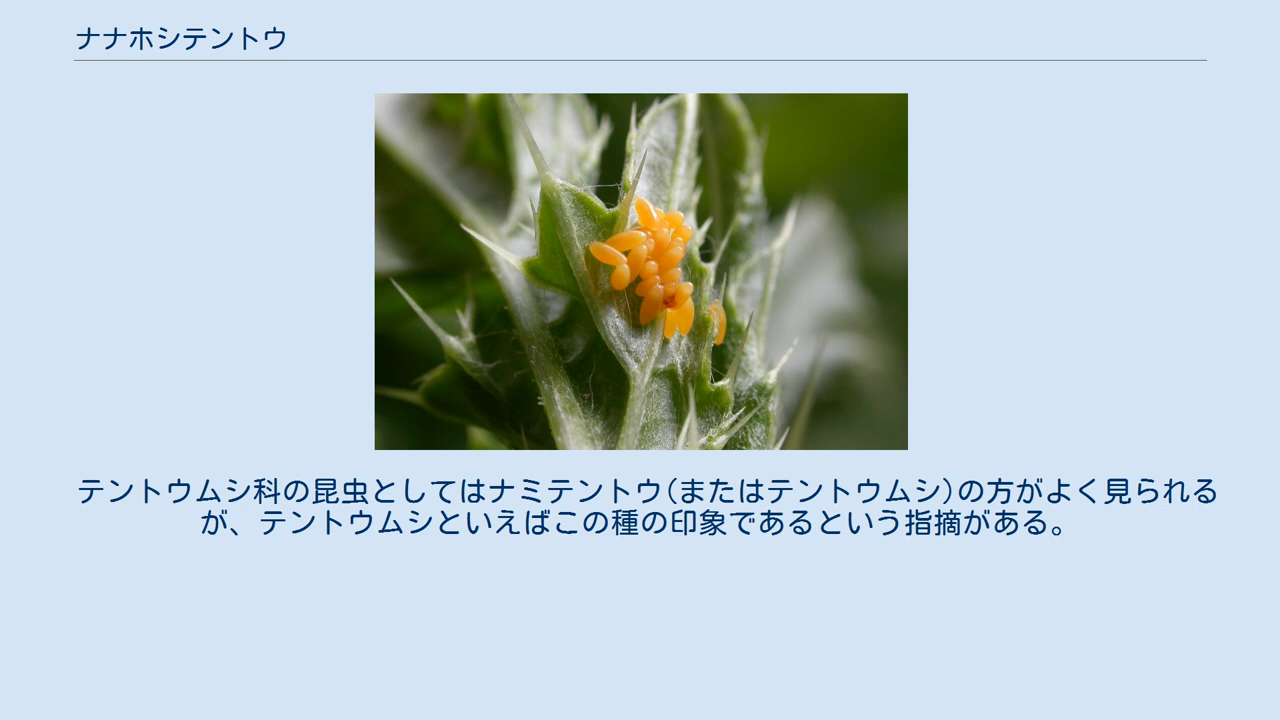 ナナホシテントウ
テントウムシ科の昆虫としてはナミテントウ(またはテントウムシ)の方がよく見られる
が、テントウムシといえばこの種の印象であるという指摘がある。